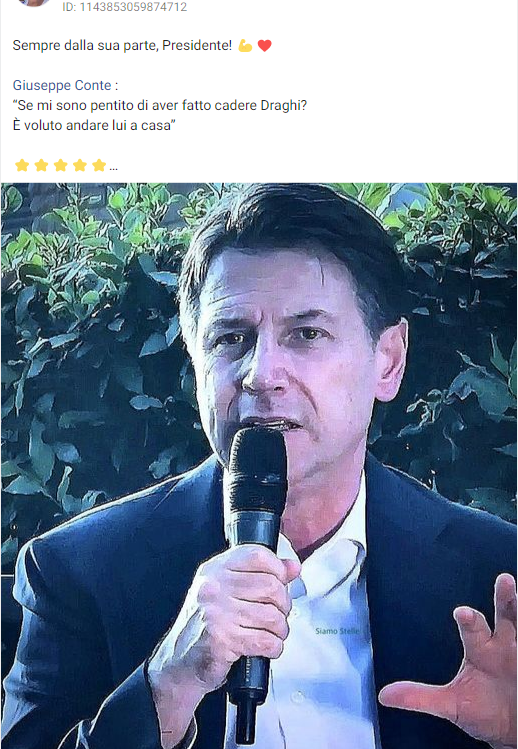 ID: 1143853059874712
Sempre dalla sua parte, Presidente! 💪 ❤️
Giuseppe Conte :
“Se mi sono pentito di aver fatto cadere Draghi?
È voluto andare lui a casa”
⭐⭐⭐⭐⭐...
Siamo Stelle